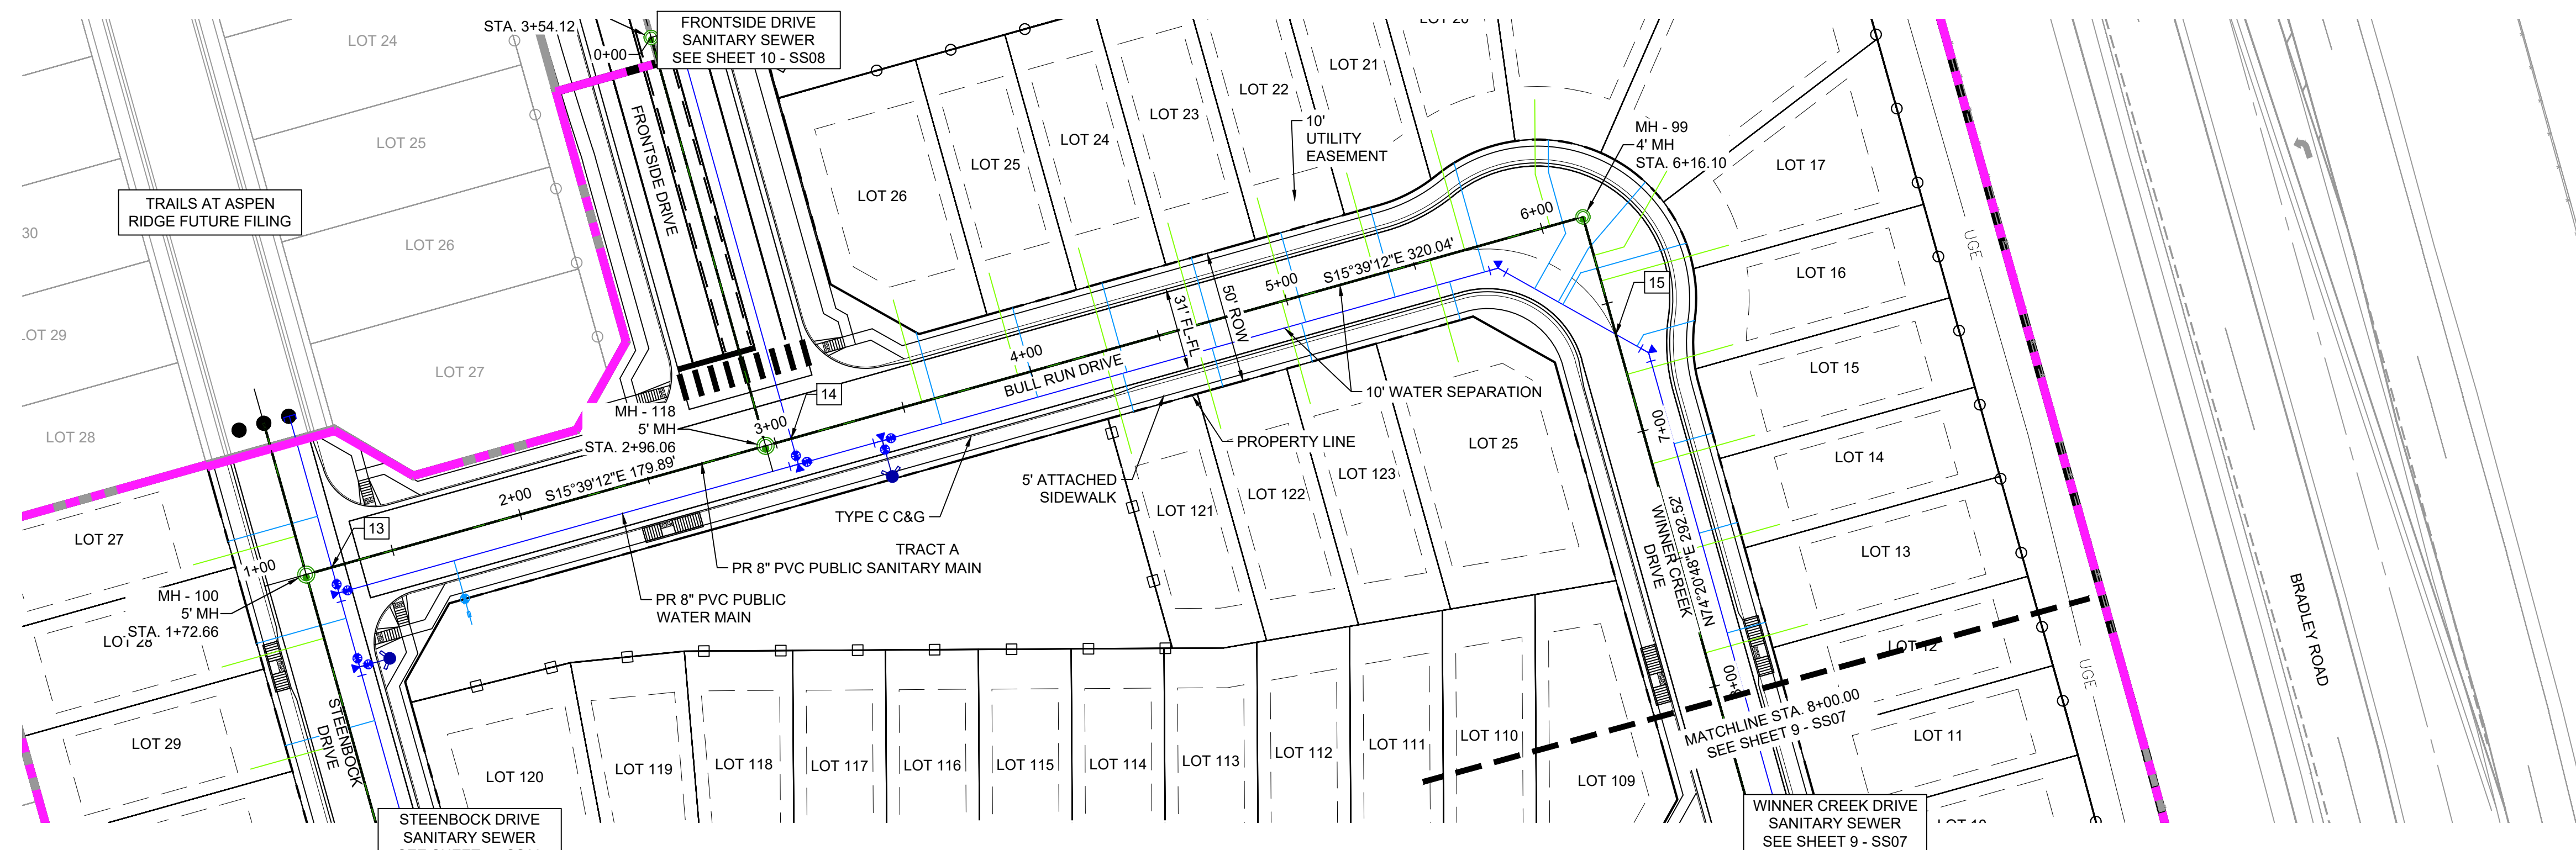 STA. 3+54.12
0+00
FRONTSIDE DRIVE
SANITARY SEWER
SEE SHEET 10 - SS08
LOT 24
LOT 25
LOT 26
LOT 27
LOT 28
LOT 29
30
TRAILS AT ASPEN
RIDGE FUTURE FILING
FRONTSIDE DRIVE
LOT 26
LOT 25
LOT 24
LOT 23
LOT 22
LOT 21
LOT 20
10'
UTILITY
EASEMENT
MH - 99
4' MH
STA. 6+16.10
LOT 17
LOT 16
LOT 15
LOT 14
LOT 13
LOT 12
LOT 11
LOT 10
UGE
UGE
BRADLEY ROAD
6+00
S15°39'12"E 320.04'
5+00
50' ROW
31' FL-FL
4+00
BULL RUN DRIVE
15
14
13
10' WATER SEPARATION
PROPERTY LINE
5' ATTACHED
SIDEWALK
TYPE C C&G
MH - 118
5' MH
STA. 2+96.06
3+00
S15°39'12"E 179.89'
2+00
1+00
MH - 100
5' MH
STA. 1+72.66
LOT 27
LOT 28
LOT 29
TRACT A
PR 8" PVC PUBLIC SANITARY MAIN
PR 8" PVC PUBLIC
WATER MAIN
LOT 121
LOT 122
LOT 123
LOT 25
7+00
N74°20'48"E 292.52
WINNER CREEK
DRIVE
8+00
MATCHLINE STA. 8+00.00
SEE SHEET 9 - SS07
STEENBOCK
DRIVE
LOT 120
LOT 119
LOT 118
LOT 117
LOT 116
LOT 115
LOT 114
LOT 113
LOT 112
LOT 111
LOT 110
LOT 109
STEENBOCK DRIVE
SANITARY SEWER
WINNER CREEK DRIVE
SANITARY SEWER
SEE SHEET 9 - SS07